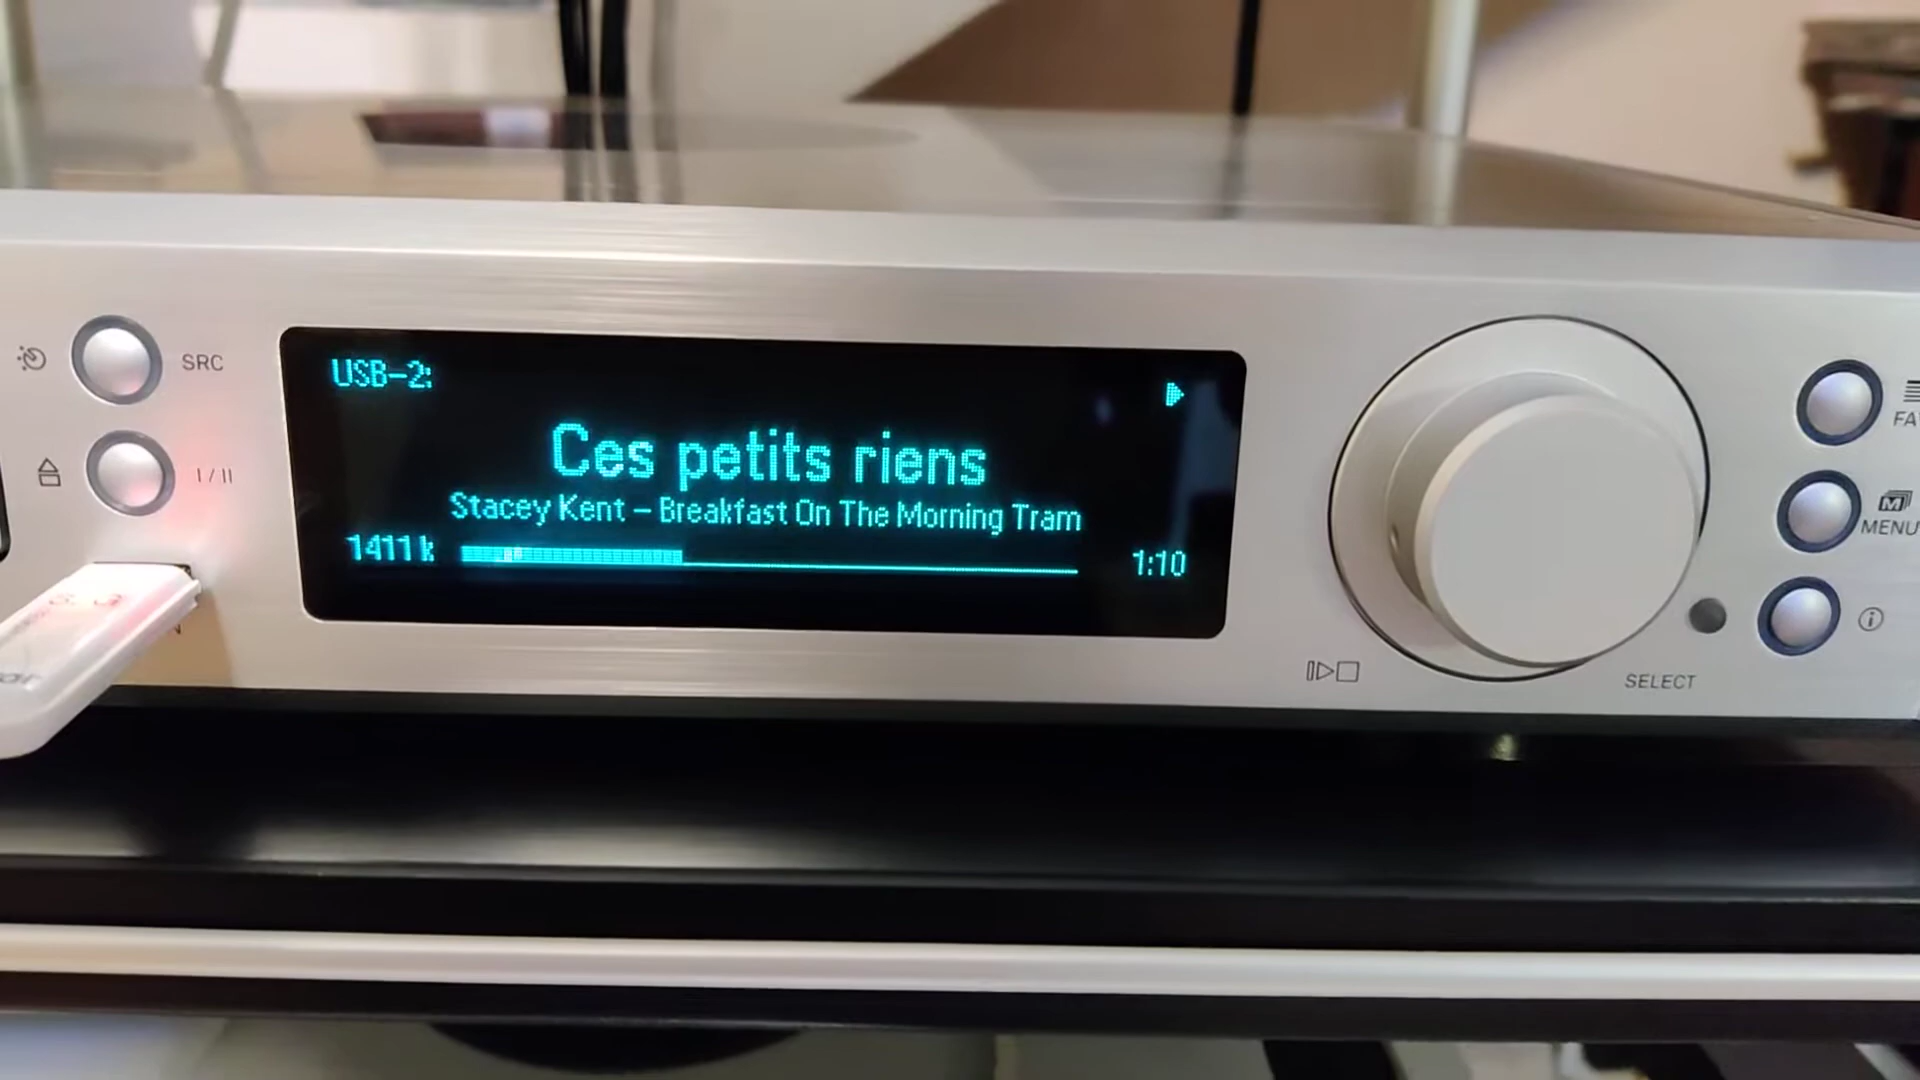 USB-2:
Ces petits riens
Stacey Kent – Breakfast On The Morning Tram
1411 k
1:10
SRC
I / II
FA
M
MENU
i
SELECT